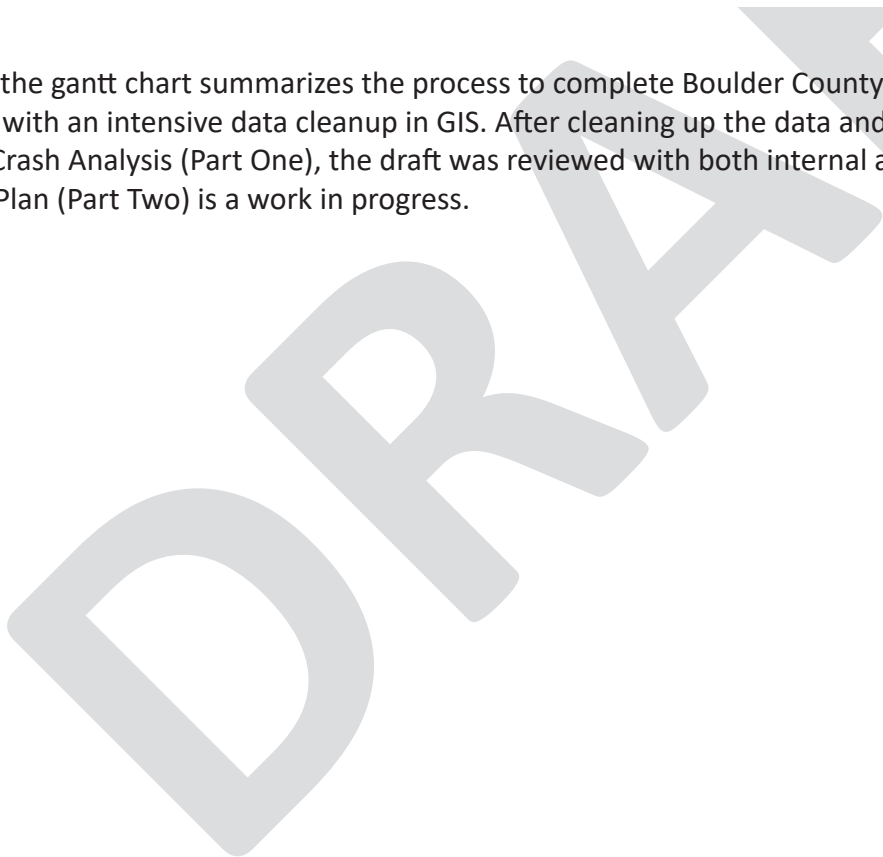 the gantt chart summarizes the process to complete Boulder County
with an intensive data cleanup in GIS. After cleaning up the data and
Crash Analysis (Part One), the draft was reviewed with both internal a
Plan (Part Two) is a work in progress.
DRA